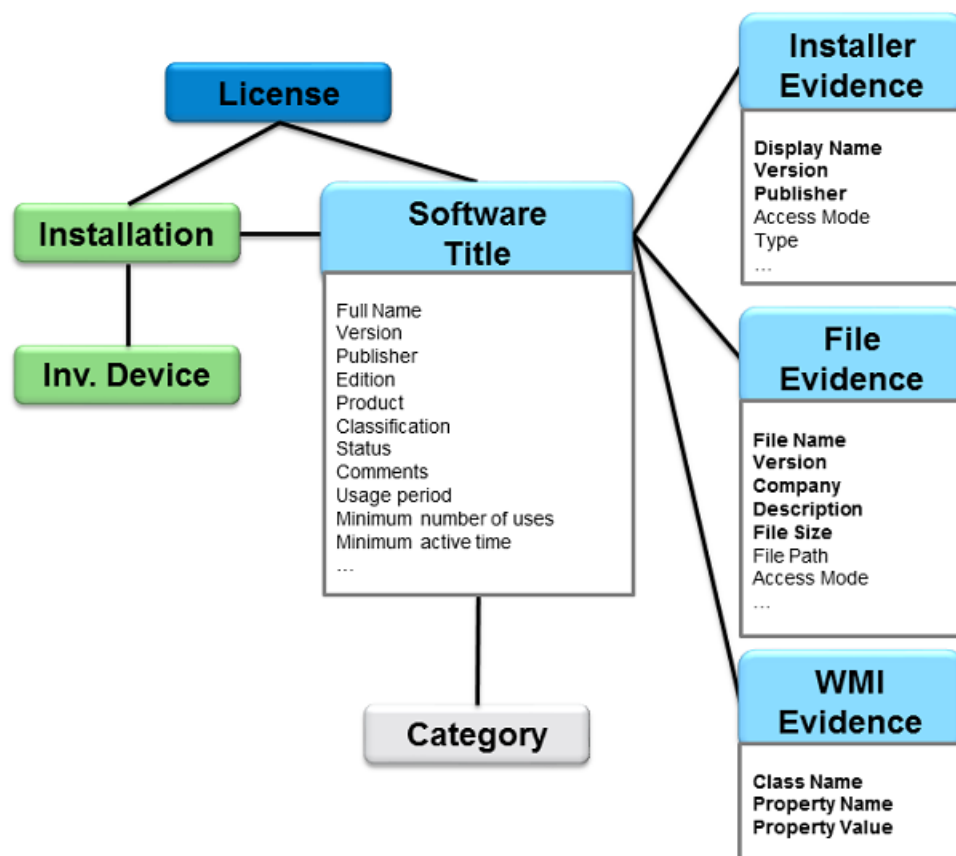 License
Installation
Inv. Device
Software
Title
Full Name
Version
Publisher
Edition
Product
Classification
Status
Comments
Usage period
Minimum number of uses
Minimum active time
...
Category
Installer
Evidence
Display Name
Version
Publisher
Access Mode
Type
...
File
Evidence
File Name
Version
Company
Description
File Size
File Path
Access Mode
...
WMI
Evidence
Class Name
Property Name
Property Value